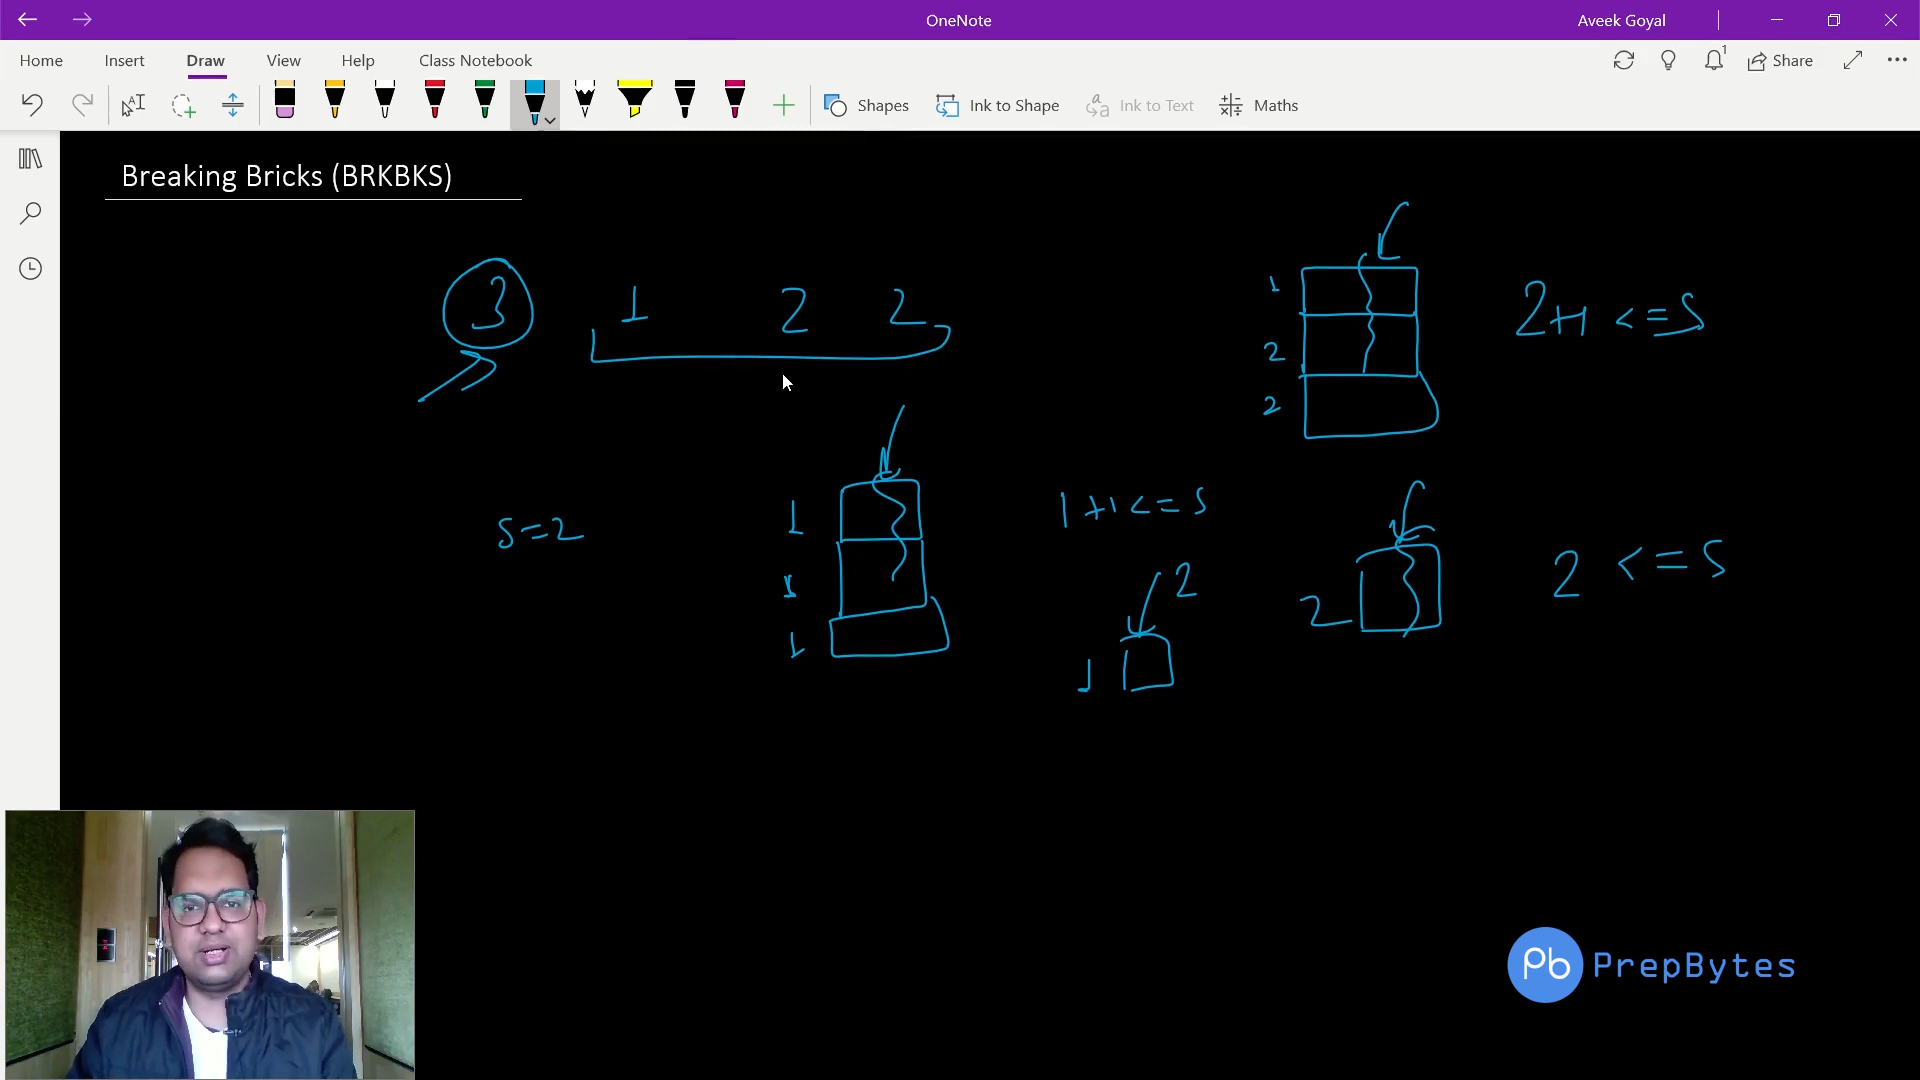 OneNote
Aveek Goyal
Home Insert Draw View Help Class Notebook
1
Share
Shapes Ink to Shape Ink to Text Maths
Breaking Bricks (BRKBKS)
3 1 2 2
1
2
2
2+1 <=S
S=2
1
1
1
1+1<=S
2
1
2
2 <=S
Pb PrepBytes